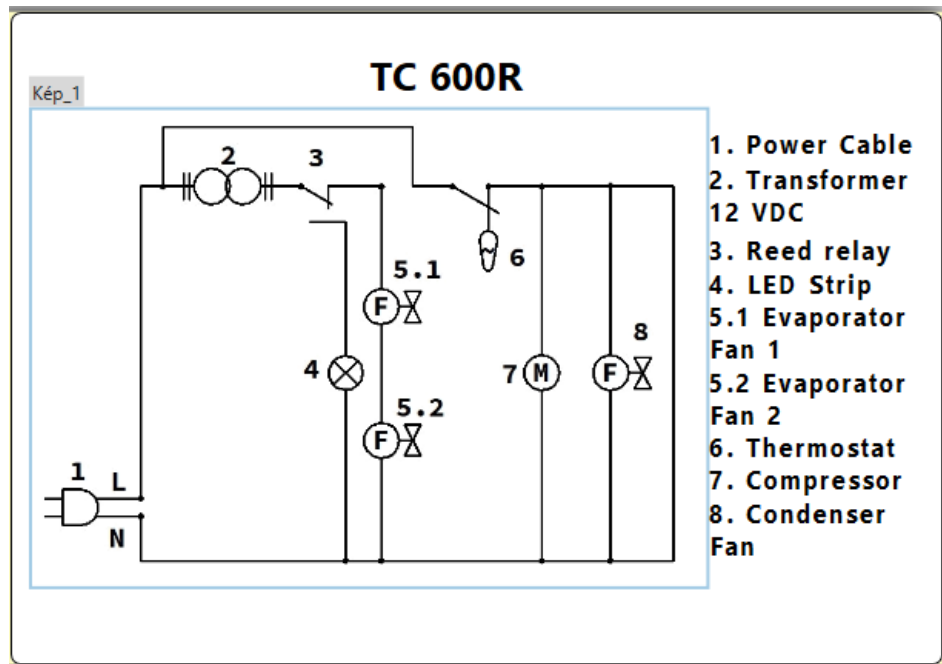 TC 600R
Kép_1
1. Power Cable
2. Transformer
12 VDC
3. Reed relay
4. LED Strip
5.1 Evaporator
Fan 1
5.2 Evaporator
Fan 2
6. Thermostat
7. Compressor
8. Condenser
Fan
2
3
6
5.1
F
8
4
7
M
F
5.2
F
1
L
N